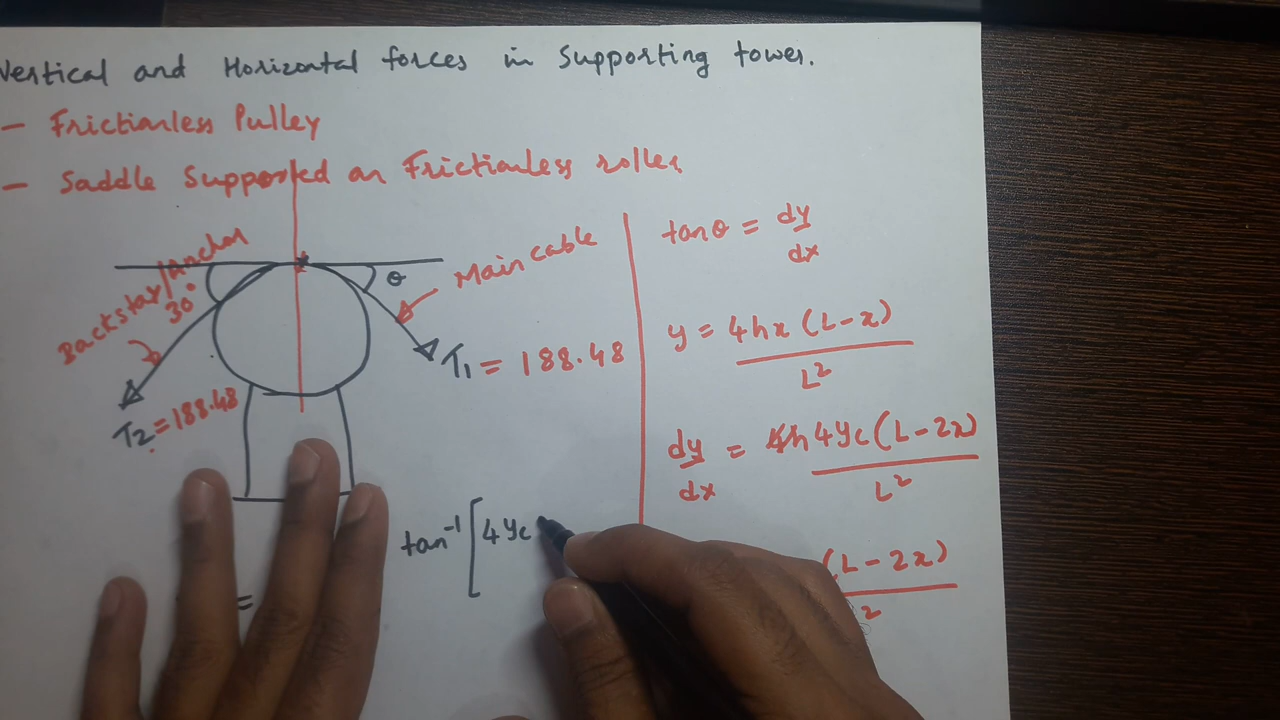 Vertical and Horizontal forces in Supporting tower.
- Frictionless Pulley
- Saddle Supported on Frictionless roller
Backstay/Anchor
30°
θ
Main cable
T1 = 188.48
T2 = 188.48
tanθ = dy/dx
y = 4hx (L-x) / L²
dy/dx = 4yc (L-2x) / L²
(L-2x)
2
tan⁻¹ [4yc
=